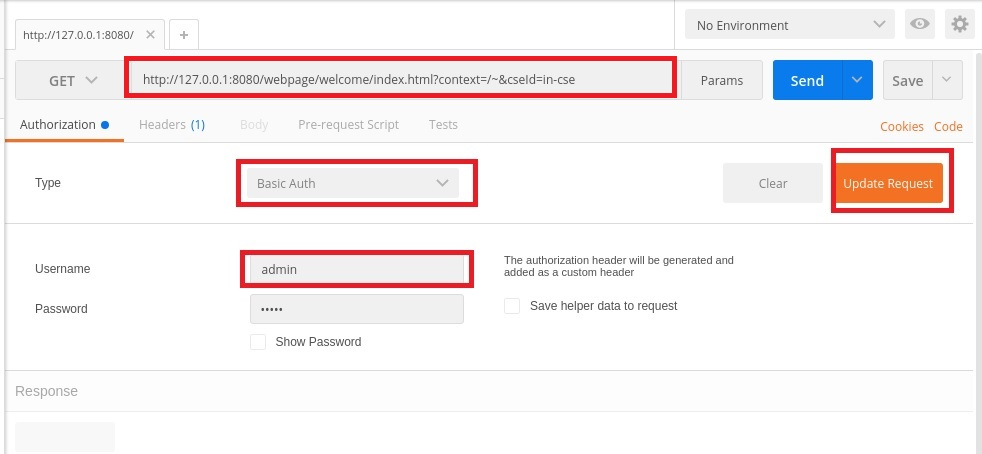 http://127.0.0.1:8080/
No Environment
GET http://127.0.0.1:8080/webpage/welcome/index.html?context=/~&cseId=in-cse Params Send Save
Authorization Headers (1) Body Pre-request Script Tests Cookies Code
Type Basic Auth Clear Update Request
Username admin
The authorization header will be generated and
added as a custom header
Password ••••• Save helper data to request
Show Password
Response